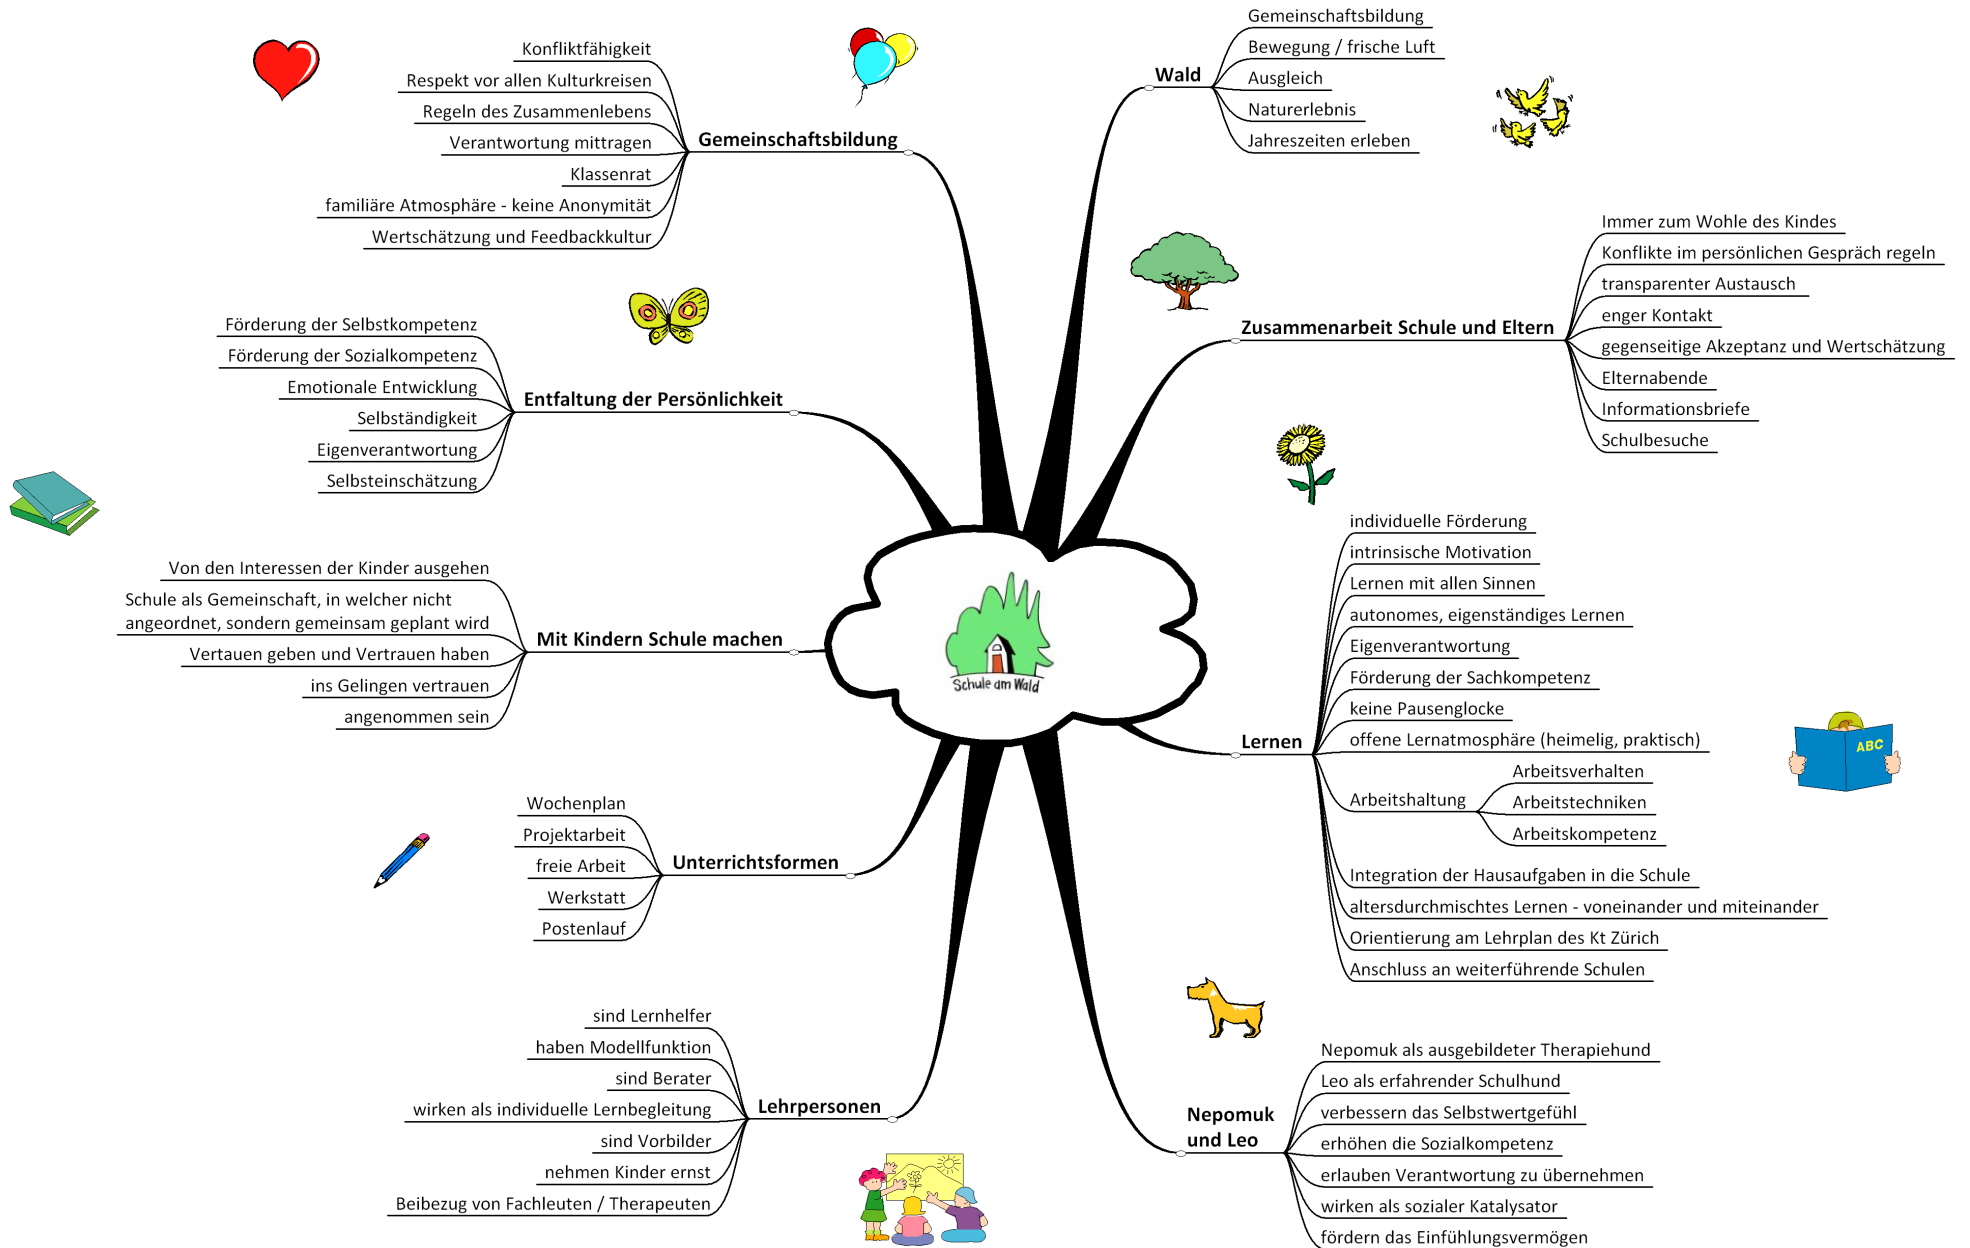 Konfliktfähigkeit
Respekt vor allen Kulturkreisen
Regeln des Zusammenlebens
Verantwortung mittragen
Klassenrat
familiäre Atmosphäre - keine Anonymität
Wertschätzung und Feedbackkultur
Gemeinschaftsbildung
Förderung der Selbstkompetenz
Förderung der Sozialkompetenz
Emotionale Entwicklung
Selbständigkeit
Eigenverantwortung
Selbsteinschätzung
Entfaltung der Persönlichkeit
Von den Interessen der Kinder ausgehen
Schule als Gemeinschaft, in welcher nicht
angeordnet, sondern gemeinsam geplant wird
Vertauen geben und Vertrauen haben
ins Gelingen vertrauen
angenommen sein
Mit Kindern Schule machen
Wochenplan
Projektarbeit
freie Arbeit
Werkstatt
Postenlauf
Unterrichtsformen
sind Lernhelfer
haben Modellfunktion
sind Berater
wirken als individuelle Lernbegleitung
sind Vorbilder
nehmen Kinder ernst
Beibezug von Fachleuten / Therapeuten
Lehrpersonen
Schule am Wald
Wald
Gemeinschaftsbildung
Bewegung / frische Luft
Ausgleich
Naturerlebnis
Jahreszeiten erleben
Zusammenarbeit Schule und Eltern
Immer zum Wohle des Kindes
Konflikte im persönlichen Gespräch regeln
transparenter Austausch
enger Kontakt
gegenseitige Akzeptanz und Wertschätzung
Elternabende
Informationsbriefe
Schulbesuche
Lernen
individuelle Förderung
intrinsische Motivation
Lernen mit allen Sinnen
autonomes, eigenständiges Lernen
Eigenverantwortung
Förderung der Sachkompetenz
keine Pausenglocke
offene Lernatmosphäre (heimelig, praktisch)
Arbeitshaltung
Arbeitsverhalten
Arbeitstechniken
Arbeitskompetenz
Integration der Hausaufgaben in die Schule
altersdurchmischtes Lernen - voneinander und miteinander
Orientierung am Lehrplan des Kt Zürich
Anschluss an weiterführende Schulen
ABC
Nepomuk
und Leo
Nepomuk als ausgebildeter Therapiehund
Leo als erfahrender Schulhund
verbessern das Selbstwertgefühl
erhöhen die Sozialkompetenz
erlauben Verantwortung zu übernehmen
wirken als sozialer Katalysator
fördern das Einfühlungsvermögen